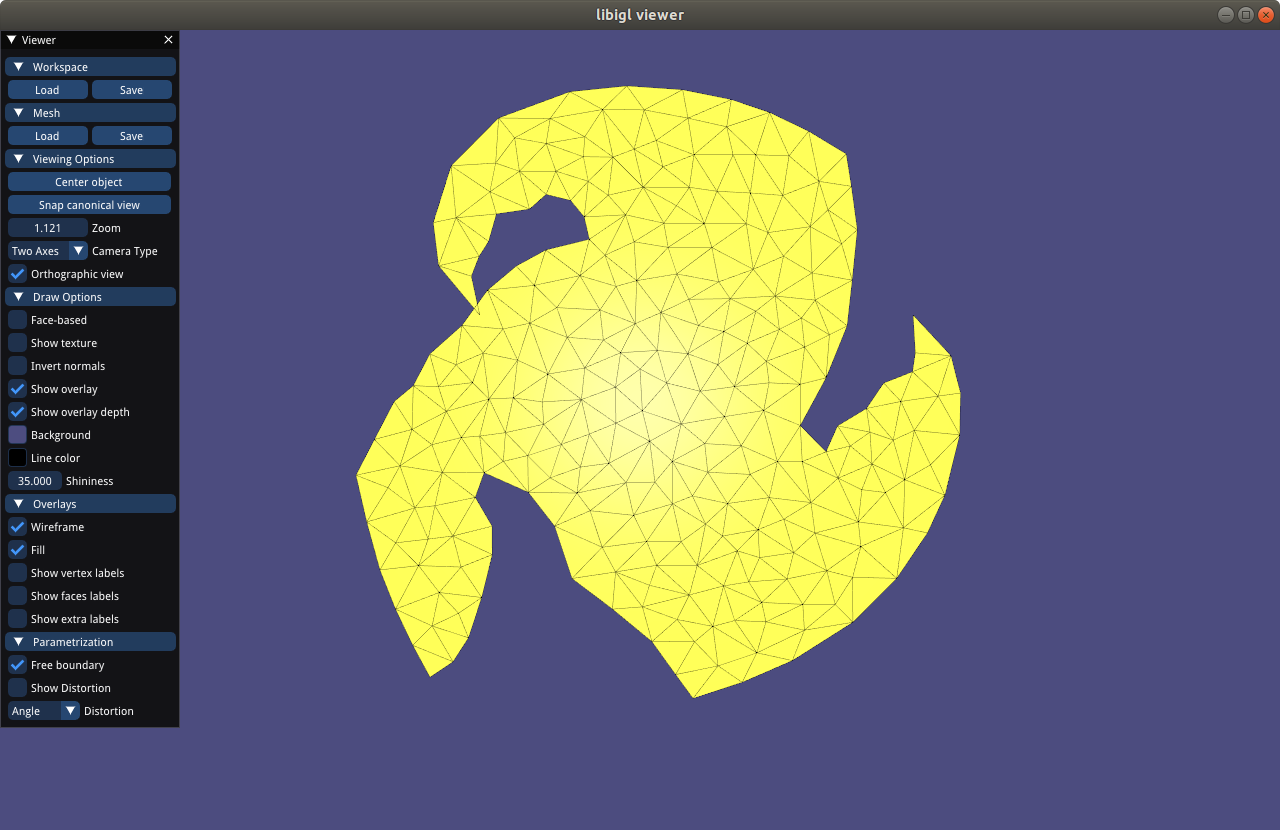 libigl viewer
Viewer
Workspace
Load Save
Mesh
Load Save
Viewing Options
Center object
Snap canonical view
1.121 Zoom
Two Axes Camera Type
Orthographic view
Draw Options
Face-based
Show texture
Invert normals
Show overlay
Show overlay depth
Background
Line color
35.000 Shininess
Overlays
Wireframe
Fill
Show vertex labels
Show faces labels
Show extra labels
Parametrization
Free boundary
Show Distortion
Angle Distortion